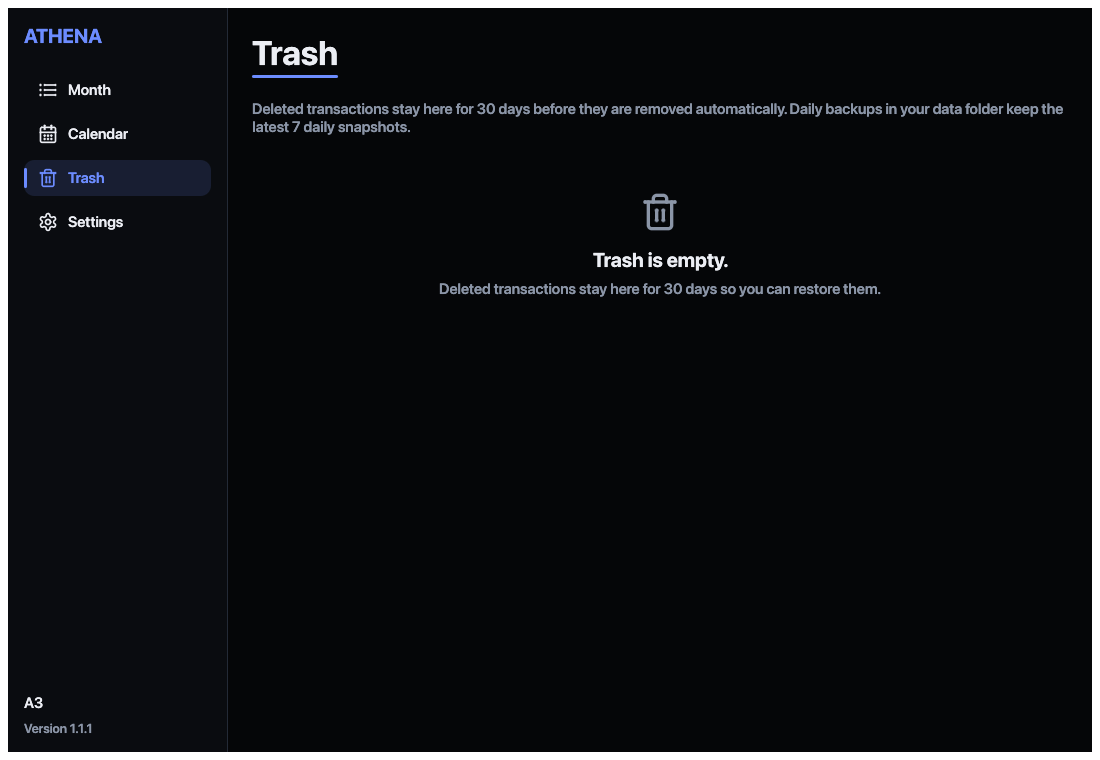 ATHENA
Month
Calendar
Trash
Settings
A3
Version 1.1.1
Trash
Deleted transactions stay here for 30 days before they are removed automatically. Daily backups in your data folder keep the
latest 7 daily snapshots.
Trash is empty.
Deleted transactions stay here for 30 days so you can restore them.